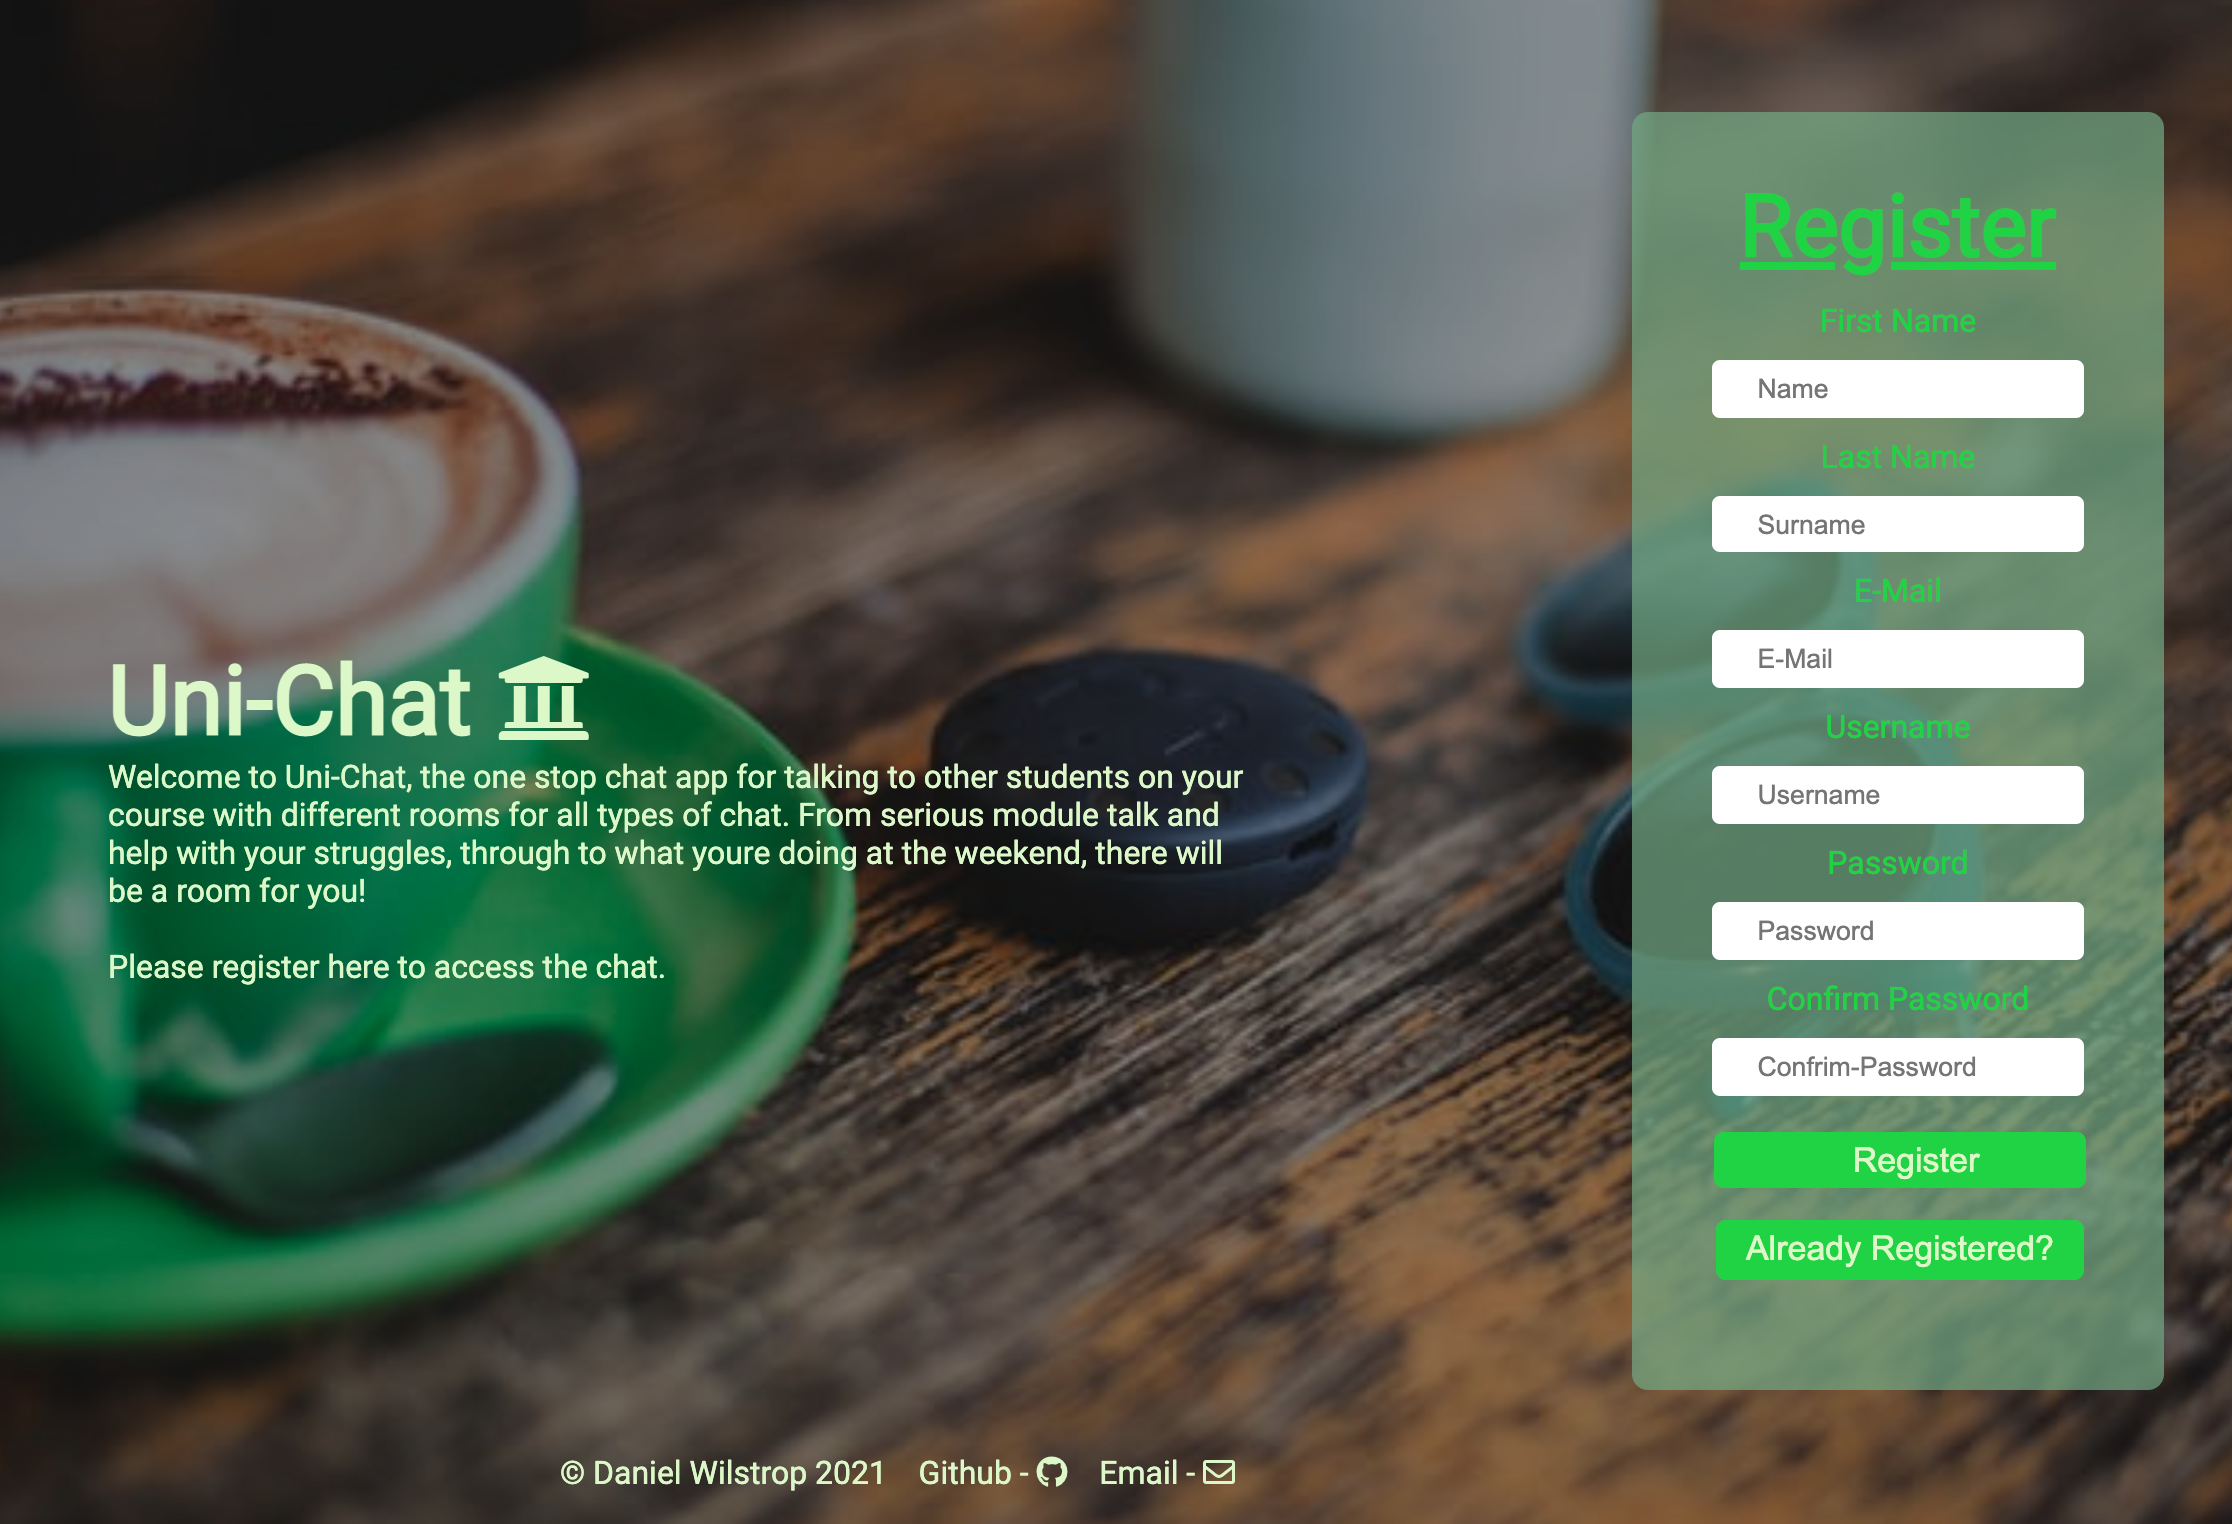 Uni-Chat
Welcome to Uni-Chat, the one stop chat app for talking to other students on your
course with different rooms for all types of chat. From serious module talk and
help with your struggles, through to what youre doing at the weekend, there will
be a room for you!
Please register here to access the chat.
Register
First Name
Name
Last Name
Surname
E-Mail
E-Mail
Username
Username
Password
Password
Confirm Password
Confrim-Password
Register
Already Registered?
© Daniel Wilstrop 2021 Github - Email -